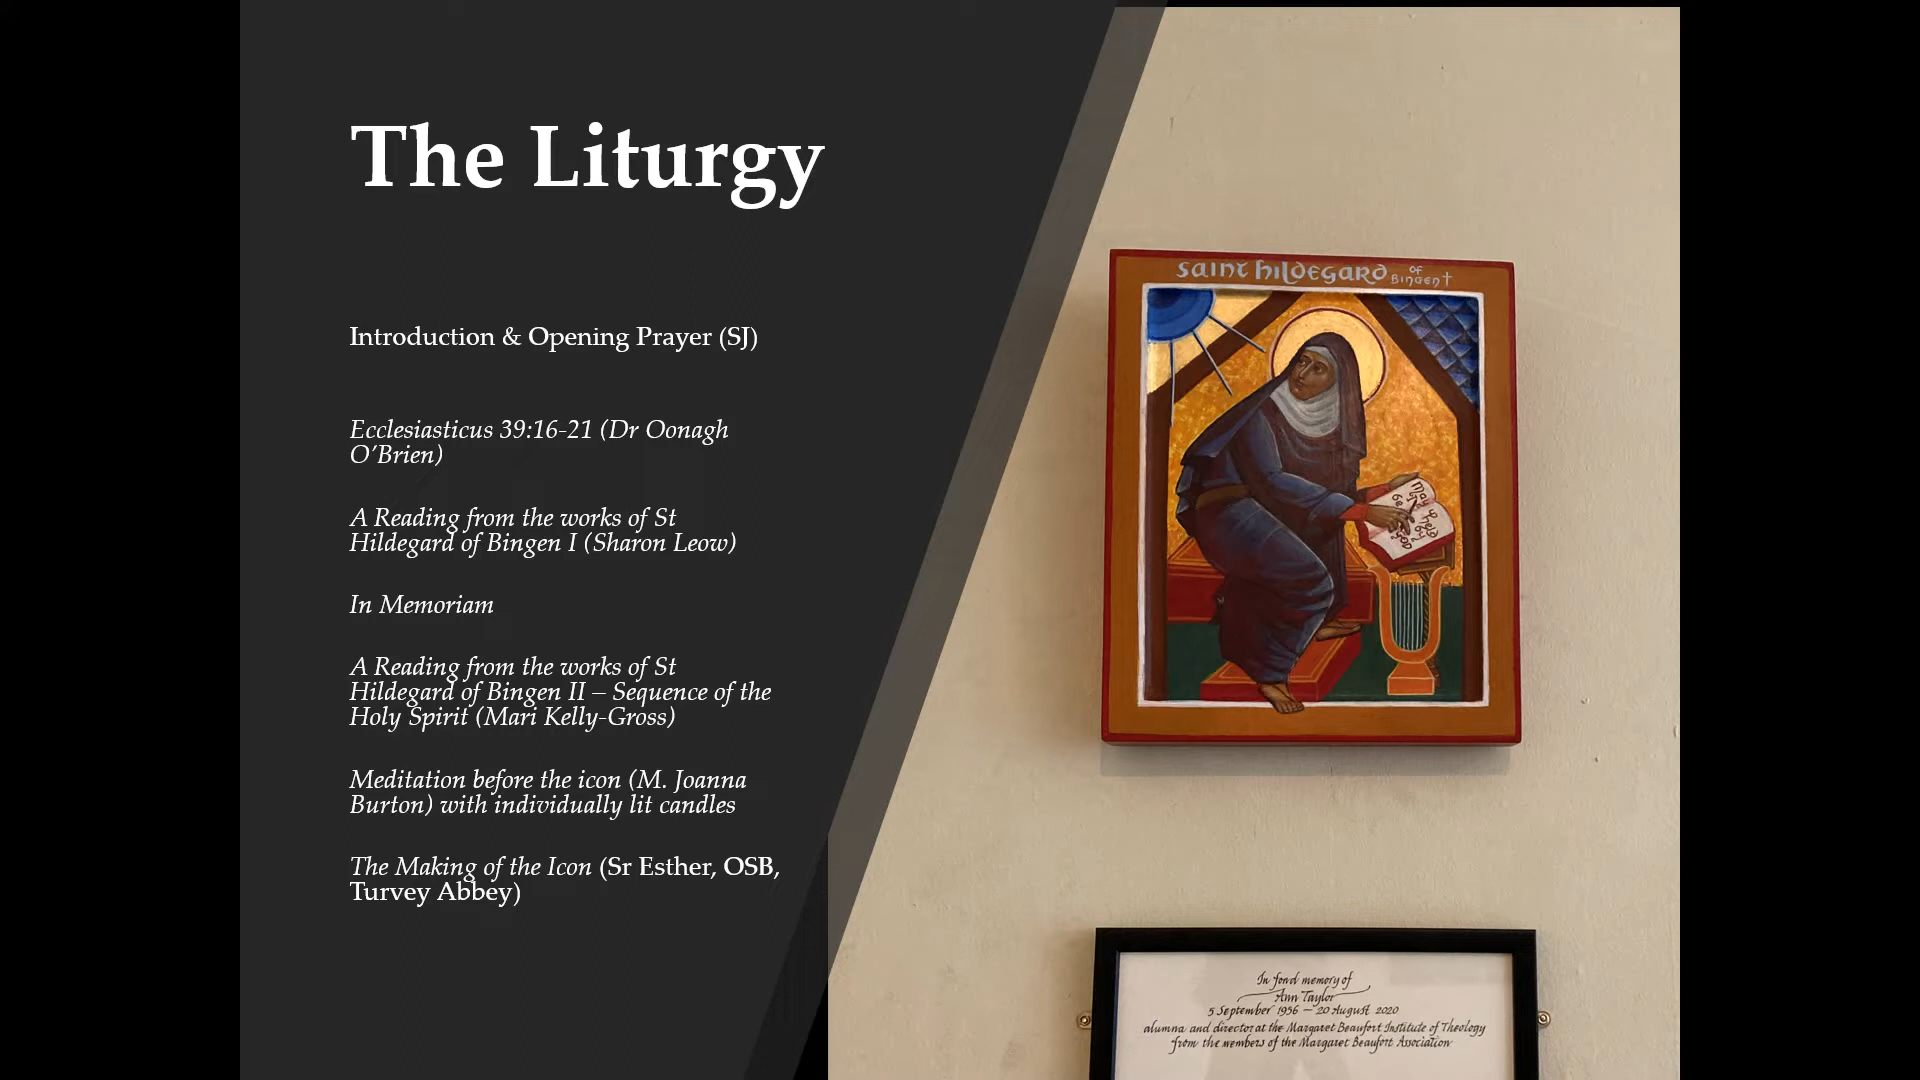 The Liturgy
Introduction & Opening Prayer (SJ)
Ecclesiasticus 39:16-21 (Dr Oonagh
O’Brien)
A Reading from the works of St
Hildegard of Bingen I (Sharon Leow)
In Memoriam
A Reading from the works of St
Hildegard of Bingen II – Sequence of the
Holy Spirit (Mari Kelly-Gross)
Meditation before the icon (M. Joanna
Burton) with individually lit candles
The Making of the Icon (Sr Esther, OSB,
Turvey Abbey)
saint hildegard of
Bingen
In fond memory of
Ann Taylor
5 September 1956 – 20 August 2020
alumna and director at the Margaret Beaufort Institute of Theology
from the members of the Margaret Beaufort Association